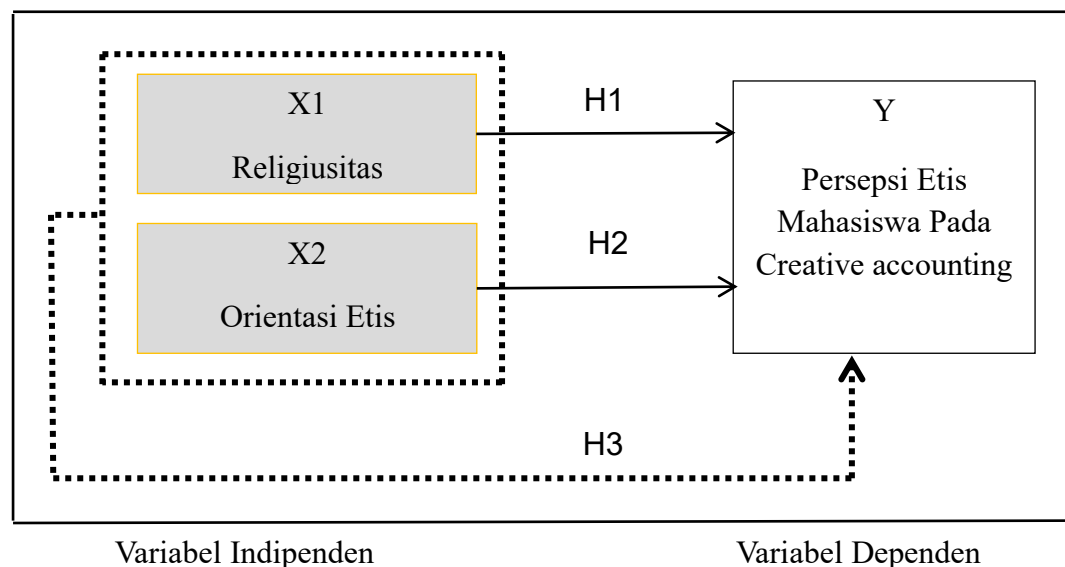 X1
Religiusitas
H1
X2
Orientasi Etis
H2
Y
Persepsi Etis
Mahasiswa Pada
Creative accounting
H3
Variabel Indipenden
Variabel Dependen